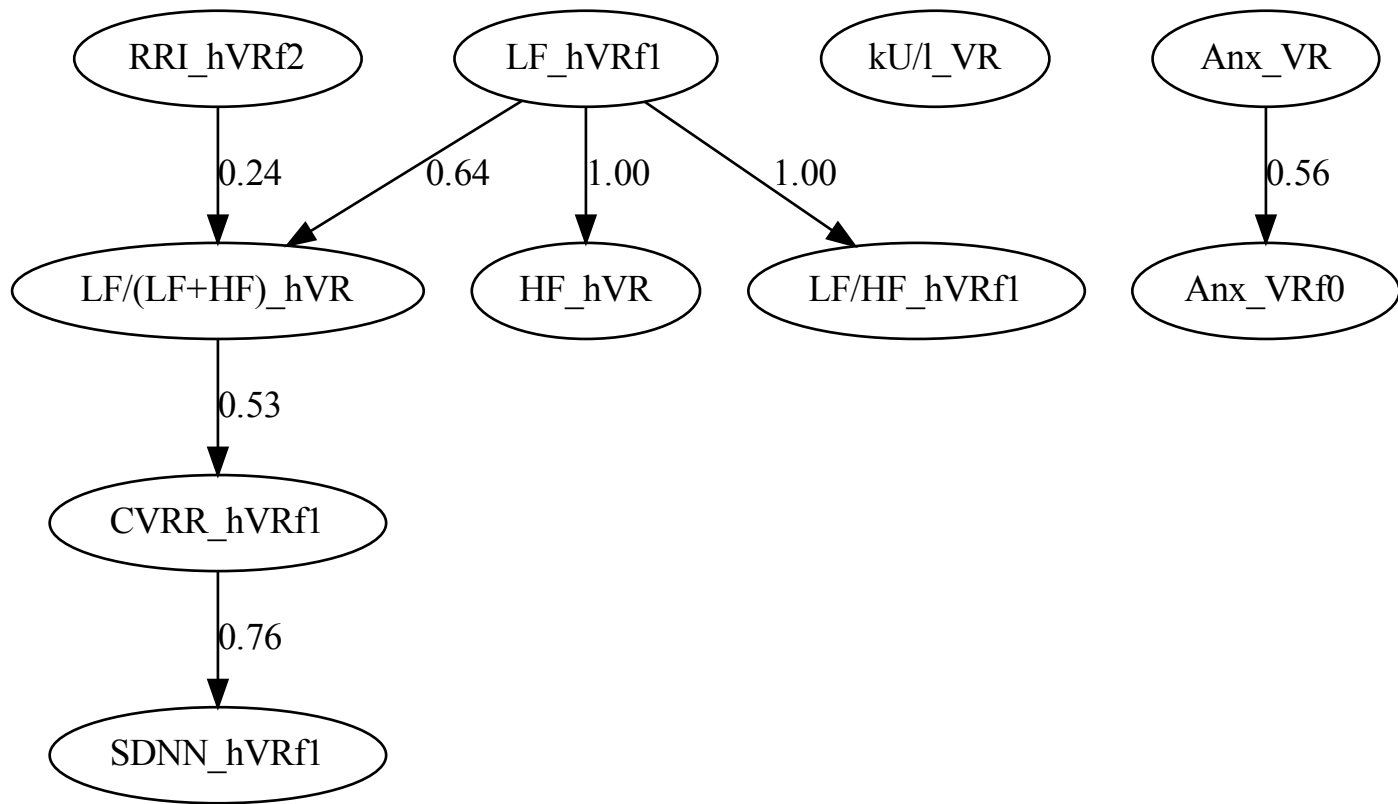 RRI_hVRf2
LF_hVRf1
kU/l_VR
Anx_VR
0.24
0.64
1.00
1.00
0.56
LF/(LF+HF)_hVR
HF_hVR
LF/HF_hVRf1
Anx_VRf0
0.53
CVRR_hVRf1
0.76
SDNN_hVRf1